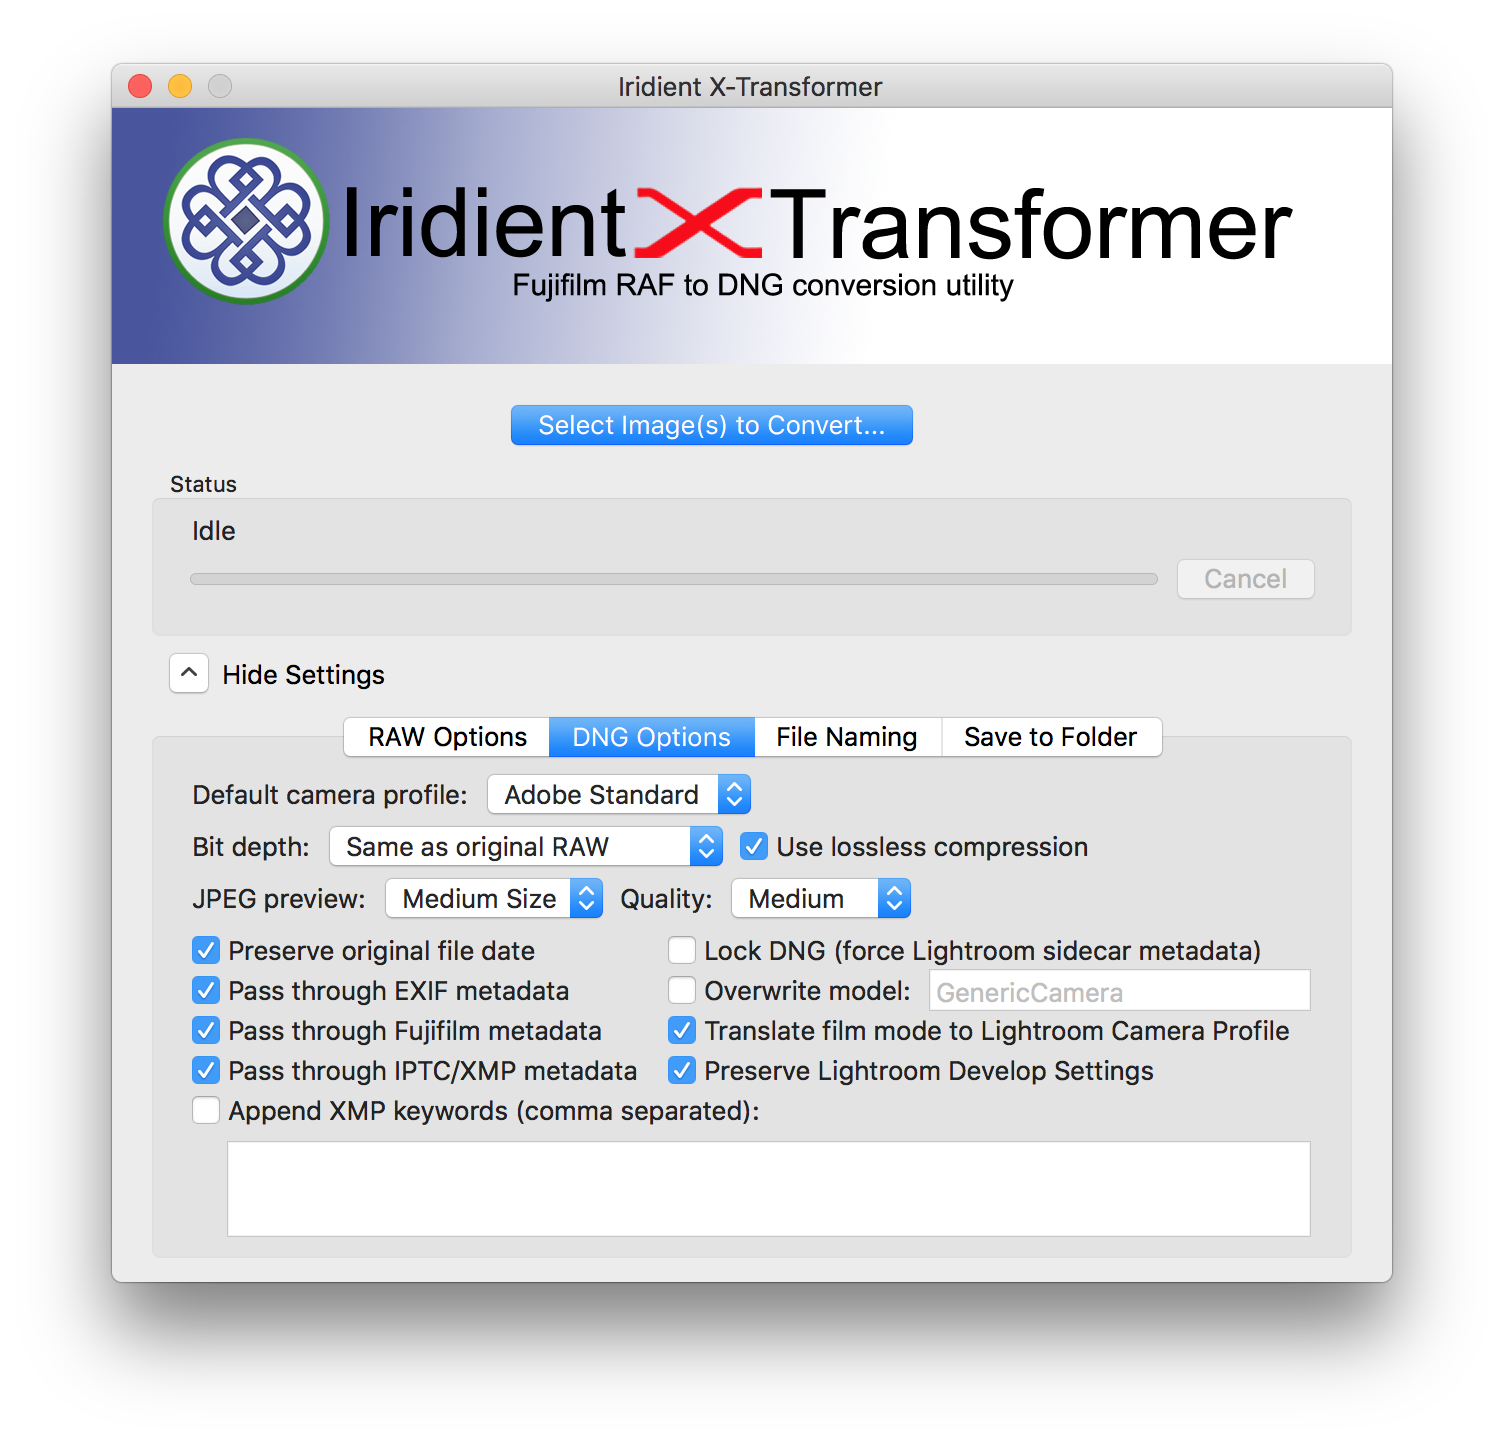 Iridient X-Transformer
Iridient X Transformer
Fujifilm RAF to DNG conversion utility
Select Image(s) to Convert...
Status
Idle
Cancel
Hide Settings
RAW Options DNG Options File Naming Save to Folder
Default camera profile: Adobe Standard
Bit depth: Same as original RAW Use lossless compression
JPEG preview: Medium Size Quality: Medium
Preserve original file date Lock DNG (force Lightroom sidecar metadata)
Pass through EXIF metadata Overwrite model: GenericCamera
Pass through Fujifilm metadata Translate film mode to Lightroom Camera Profile
Pass through IPTC/XMP metadata Preserve Lightroom Develop Settings
Append XMP keywords (comma separated):